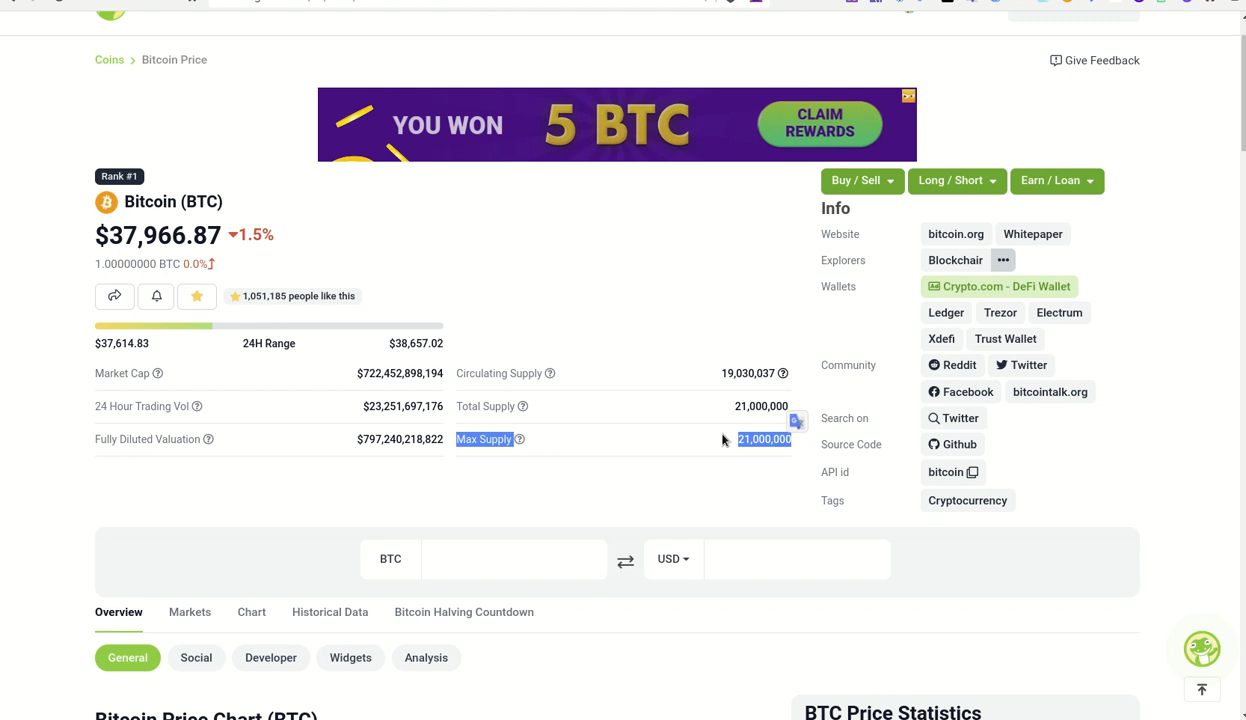 Coins > Bitcoin Price
Give Feedback
YOU WON 5 BTC CLAIM REWARDS
Rank #1
Bitcoin (BTC)
$37,966.87 1.5%
1.00000000 BTC 0.0%
1,051,185 people like this
$37,614.83 24H Range $38,657.02
Market Cap $722,452,898,194
24 Hour Trading Vol $23,251,697,176
Fully Diluted Valuation $797,240,218,822
Circulating Supply 19,030,037
Total Supply 21,000,000
Max Supply 21,000,000
Buy / Sell Long / Short Earn / Loan
Info
Website bitcoin.org Whitepaper
Explorers Blockchair •••
Wallets Crypto.com - DeFi Wallet
Ledger Trezor Electrum
Xdefi Trust Wallet
Community Reddit Twitter
Facebook bitcointalk.org
Search on Twitter
Source Code Github
API id bitcoin
Tags Cryptocurrency
BTC USD
Overview Markets Chart Historical Data Bitcoin Halving Countdown
General Social Developer Widgets Analysis
Bitcoin Price Chart (BTC)
BTC Price Statistics